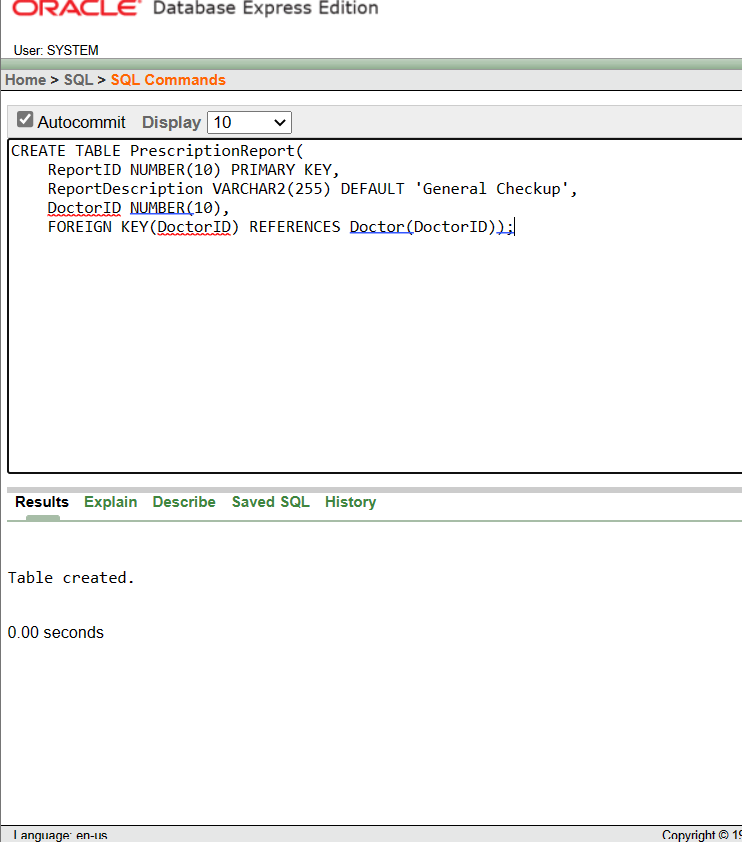 ORACLE Database Express Edition
User: SYSTEM
Home > SQL > SQL Commands
Autocommit Display 10
CREATE TABLE PrescriptionReport(
    ReportID NUMBER(10) PRIMARY KEY,
    ReportDescription VARCHAR2(255) DEFAULT 'General Checkup',
    DoctorID NUMBER(10),
    FOREIGN KEY(DoctorID) REFERENCES Doctor(DoctorID));
Results Explain Describe Saved SQL History
Table created.
0.00 seconds
Language: en-us Copyright © 19